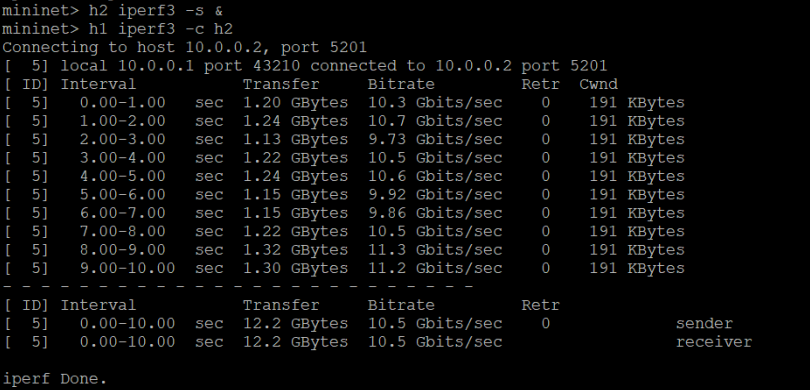 mininet> h2 iperf3 -s &
mininet> h1 iperf3 -c h2
Connecting to host 10.0.0.2, port 5201
[  5] local 10.0.0.1 port 43210 connected to 10.0.0.2 port 5201
[ ID] Interval           Transfer     Bitrate         Retr  Cwnd
[  5]   0.00-1.00   sec  1.20 GBytes  10.3 Gbits/sec    0    191 KBytes
[  5]   1.00-2.00   sec  1.24 GBytes  10.7 Gbits/sec    0    191 KBytes
[  5]   2.00-3.00   sec  1.13 GBytes  9.73 Gbits/sec    0    191 KBytes
[  5]   3.00-4.00   sec  1.22 GBytes  10.5 Gbits/sec    0    191 KBytes
[  5]   4.00-5.00   sec  1.24 GBytes  10.6 Gbits/sec    0    191 KBytes
[  5]   5.00-6.00   sec  1.15 GBytes  9.92 Gbits/sec    0    191 KBytes
[  5]   6.00-7.00   sec  1.15 GBytes  9.86 Gbits/sec    0    191 KBytes
[  5]   7.00-8.00   sec  1.22 GBytes  10.5 Gbits/sec    0    191 KBytes
[  5]   8.00-9.00   sec  1.32 GBytes  11.3 Gbits/sec    0    191 KBytes
[  5]   9.00-10.00  sec  1.30 GBytes  11.2 Gbits/sec    0    191 KBytes
- - - - - - - - - - - - - - - - - - - - - - - - -
[ ID] Interval           Transfer     Bitrate         Retr
[  5]   0.00-10.00  sec  12.2 GBytes  10.5 Gbits/sec    0             sender
[  5]   0.00-10.00  sec  12.2 GBytes  10.5 Gbits/sec                  receiver
iperf Done.